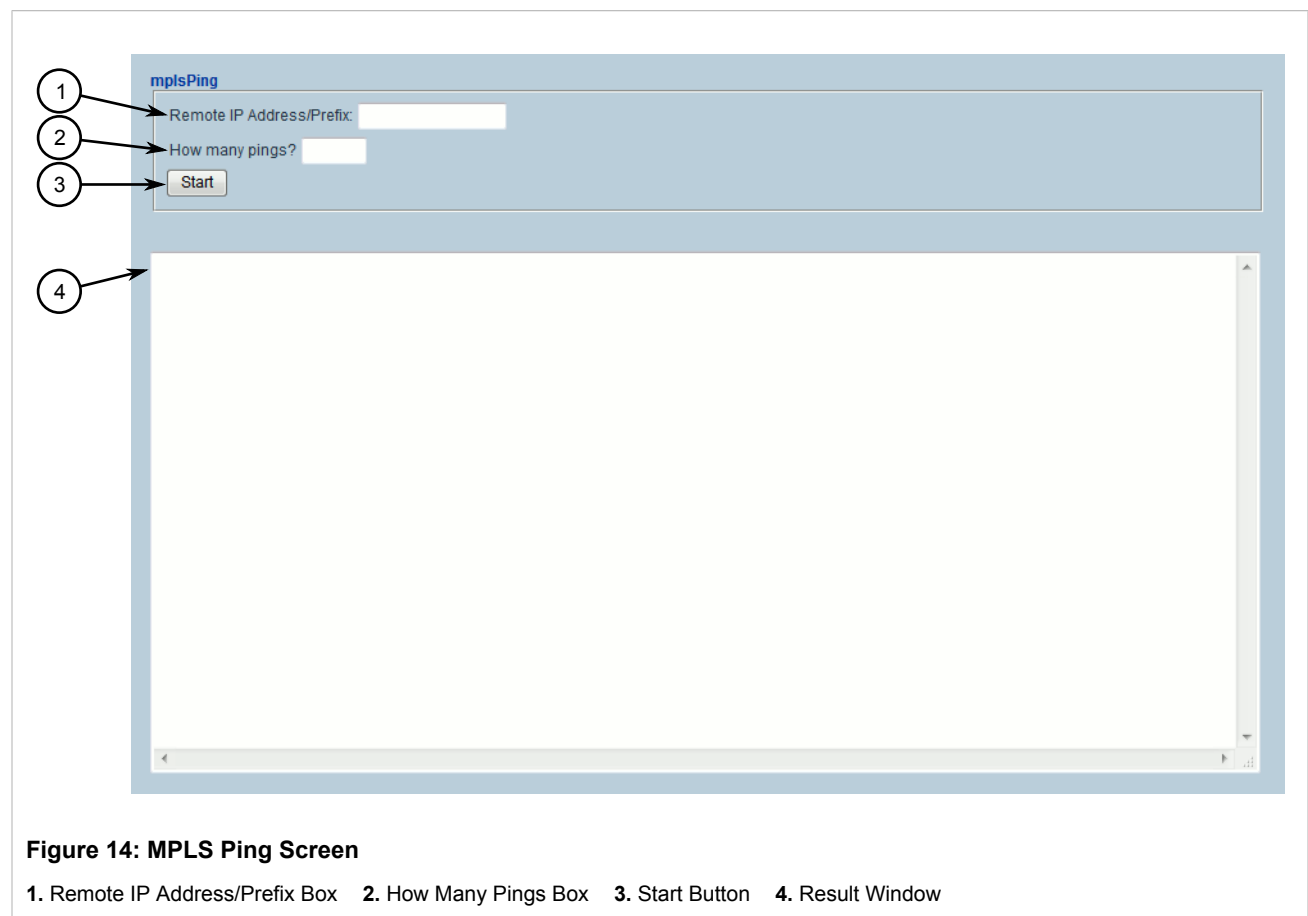 mplsPing
1
Remote IP Address/Prefix:
2
How many pings?
3
Start
4
Figure 14: MPLS Ping Screen
1. Remote IP Address/Prefix Box 2. How Many Pings Box 3. Start Button 4. Result Window